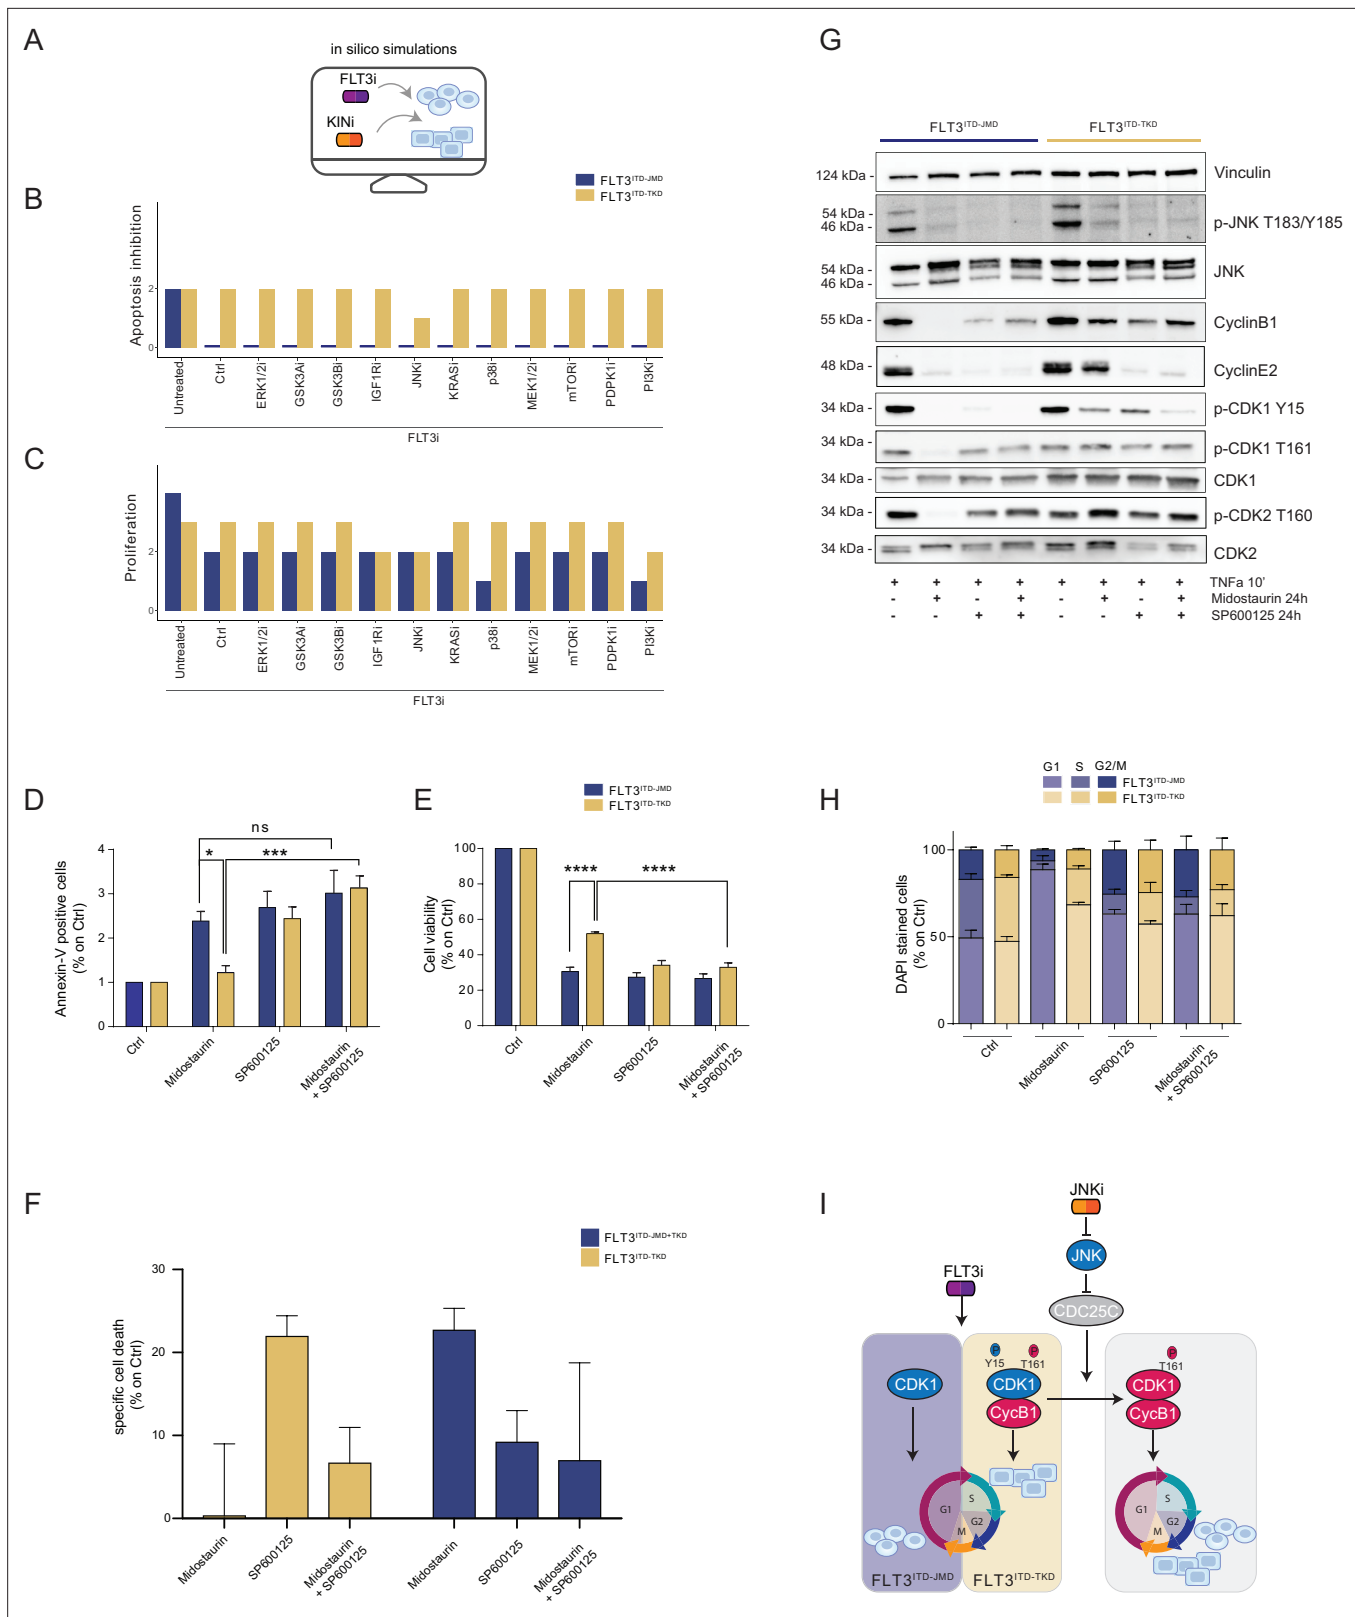 A
in silico simulations
FLT3i
KINi
B
FLT3ITD-JMD
FLT3ITD-TKD
Apoptosis inhibition
2
0
Untreated
Ctrl
ERK1/2i
GSK3Ai
GSK3Bi
IGF1Ri
JNKi
KRASi
p38i
MEK1/2i
mTORi
PDPK1i
PI3Ki
FLT3i
C
Proliferation
2
0
Untreated
Ctrl
ERK1/2i
GSK3Ai
GSK3Bi
IGF1Ri
JNKi
KRASi
p38i
MEK1/2i
mTORi
PDPK1i
PI3Ki
FLT3i
D
Annexin-V positive cells
(% on Ctrl)
4
3
2
1
0
ns
*
***
Ctrl
Midostaurin
SP600125
Midostaurin
+ SP600125
E
FLT3ITD-JMD
FLT3ITD-TKD
Cell viability
(% on Ctrl)
100
80
60
40
20
0
****
****
Ctrl
Midostaurin
SP600125
Midostaurin
+ SP600125
F
FLT3ITD-JMD+TKD
FLT3ITD-TKD
specific cell death
(% on Ctrl)
30
20
10
0
Midostaurin
SP600125
Midostaurin
+ SP600125
Midostaurin
SP600125
Midostaurin
+ SP600125
G
FLT3ITD-JMD
FLT3ITD-TKD
124 kDa -
Vinculin
54 kDa -
46 kDa -
p-JNK T183/Y185
54 kDa -
46 kDa -
JNK
55 kDa -
CyclinB1
48 kDa -
CyclinE2
34 kDa -
p-CDK1 Y15
34 kDa -
p-CDK1 T161
34 kDa -
CDK1
34 kDa -
p-CDK2 T160
34 kDa -
CDK2
+ + + + + + + + TNFa 10'
- + - + - + - + Midostaurin 24h
- - + + - - + + SP600125 24h
H
G1 S G2/M
FLT3ITD-JMD
FLT3ITD-TKD
DAPI stained cells
(% on Ctrl)
100
50
0
Ctrl
Midostaurin
SP600125
Midostaurin
+ SP600125
I
JNKi
JNK
FLT3i
CDC25C
P
Y15
P
T161
CDK1
CDK1
CycB1
P
T161
CDK1
CycB1
G1
S
G2
M
G1
S
G2
M
FLT3ITD-JMD
FLT3ITD-TKD